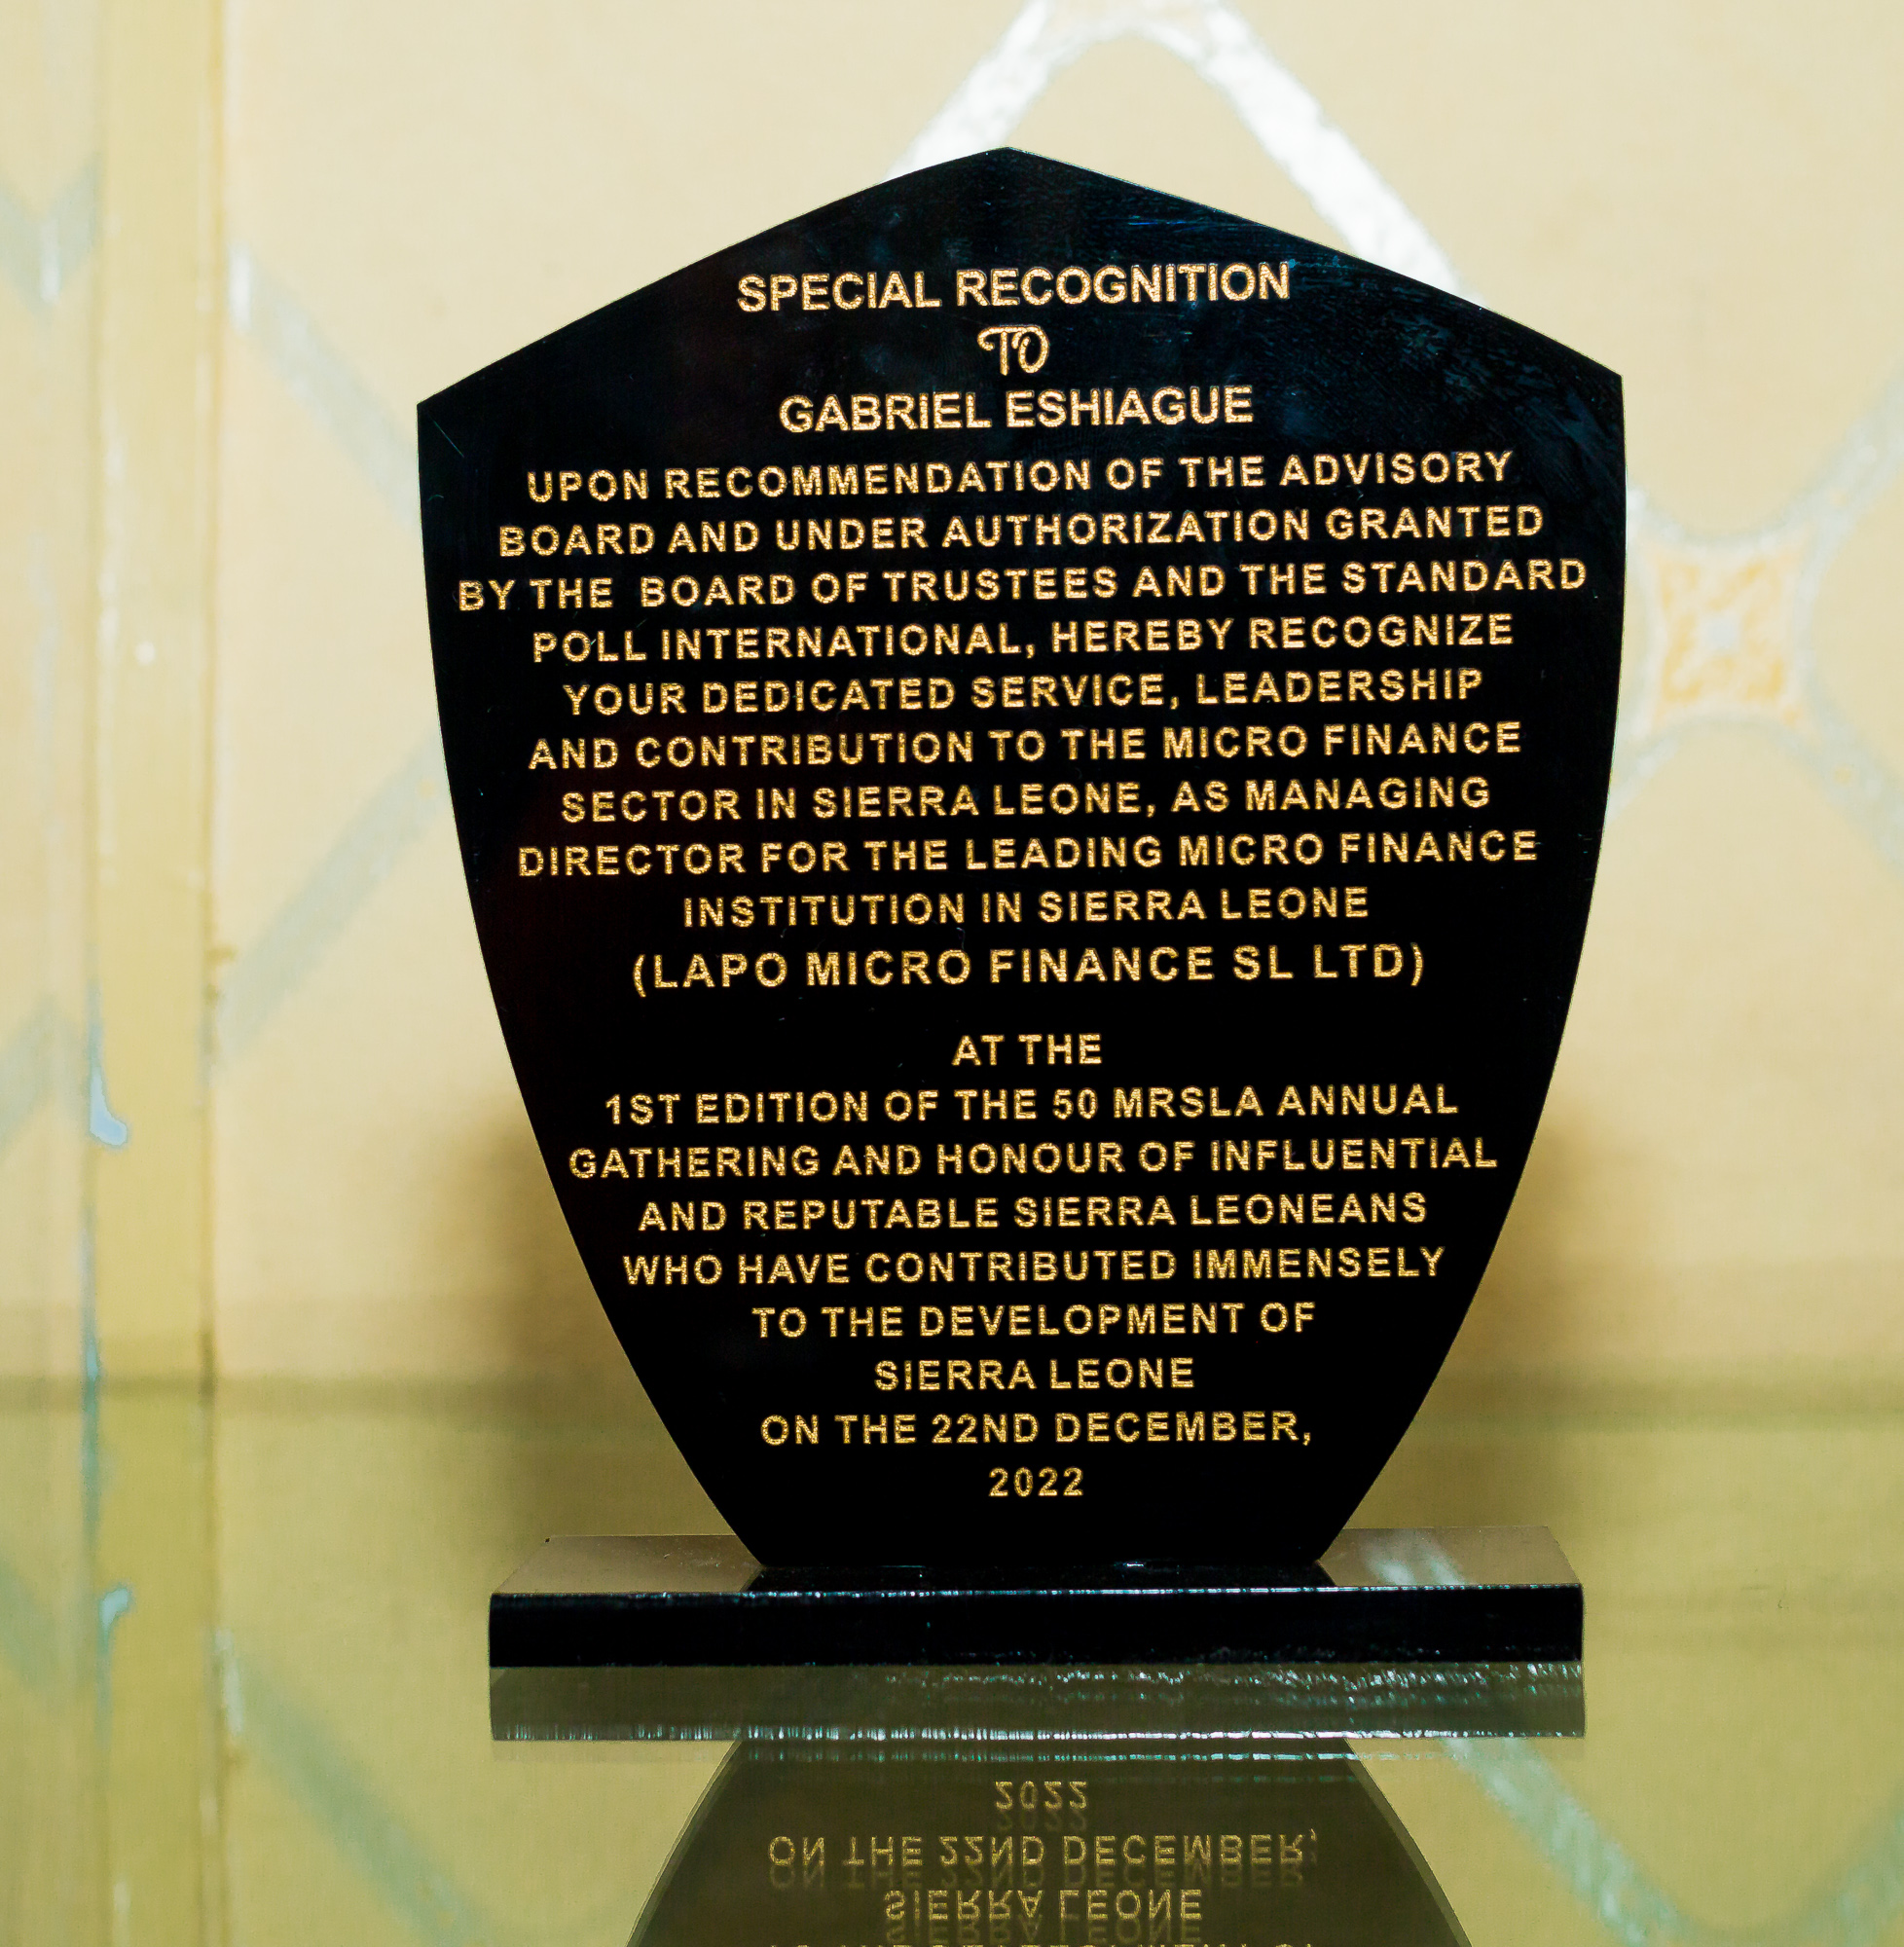 SPECIAL RECOGNITION
TO
GABRIEL ESHIAGUE
UPON RECOMMENDATION OF THE ADVISORY
BOARD AND UNDER AUTHORIZATION GRANTED
BY THE BOARD OF TRUSTEES AND THE STANDARD
POLL INTERNATIONAL, HEREBY RECOGNIZE
YOUR DEDICATED SERVICE, LEADERSHIP
AND CONTRIBUTION TO THE MICRO FINANCE
SECTOR IN SIERRA LEONE, AS MANAGING
DIRECTOR FOR THE LEADING MICRO FINANCE
INSTITUTION IN SIERRA LEONE
(LAPO MICRO FINANCE SL LTD)
AT THE
1ST EDITION OF THE 50 MRSLA ANNUAL
GATHERING AND HONOUR OF INFLUENTIAL
AND REPUTABLE SIERRA LEONEANS
WHO HAVE CONTRIBUTED IMMENSELY
TO THE DEVELOPMENT OF
SIERRA LEONE
ON THE 22ND DECEMBER,
2022